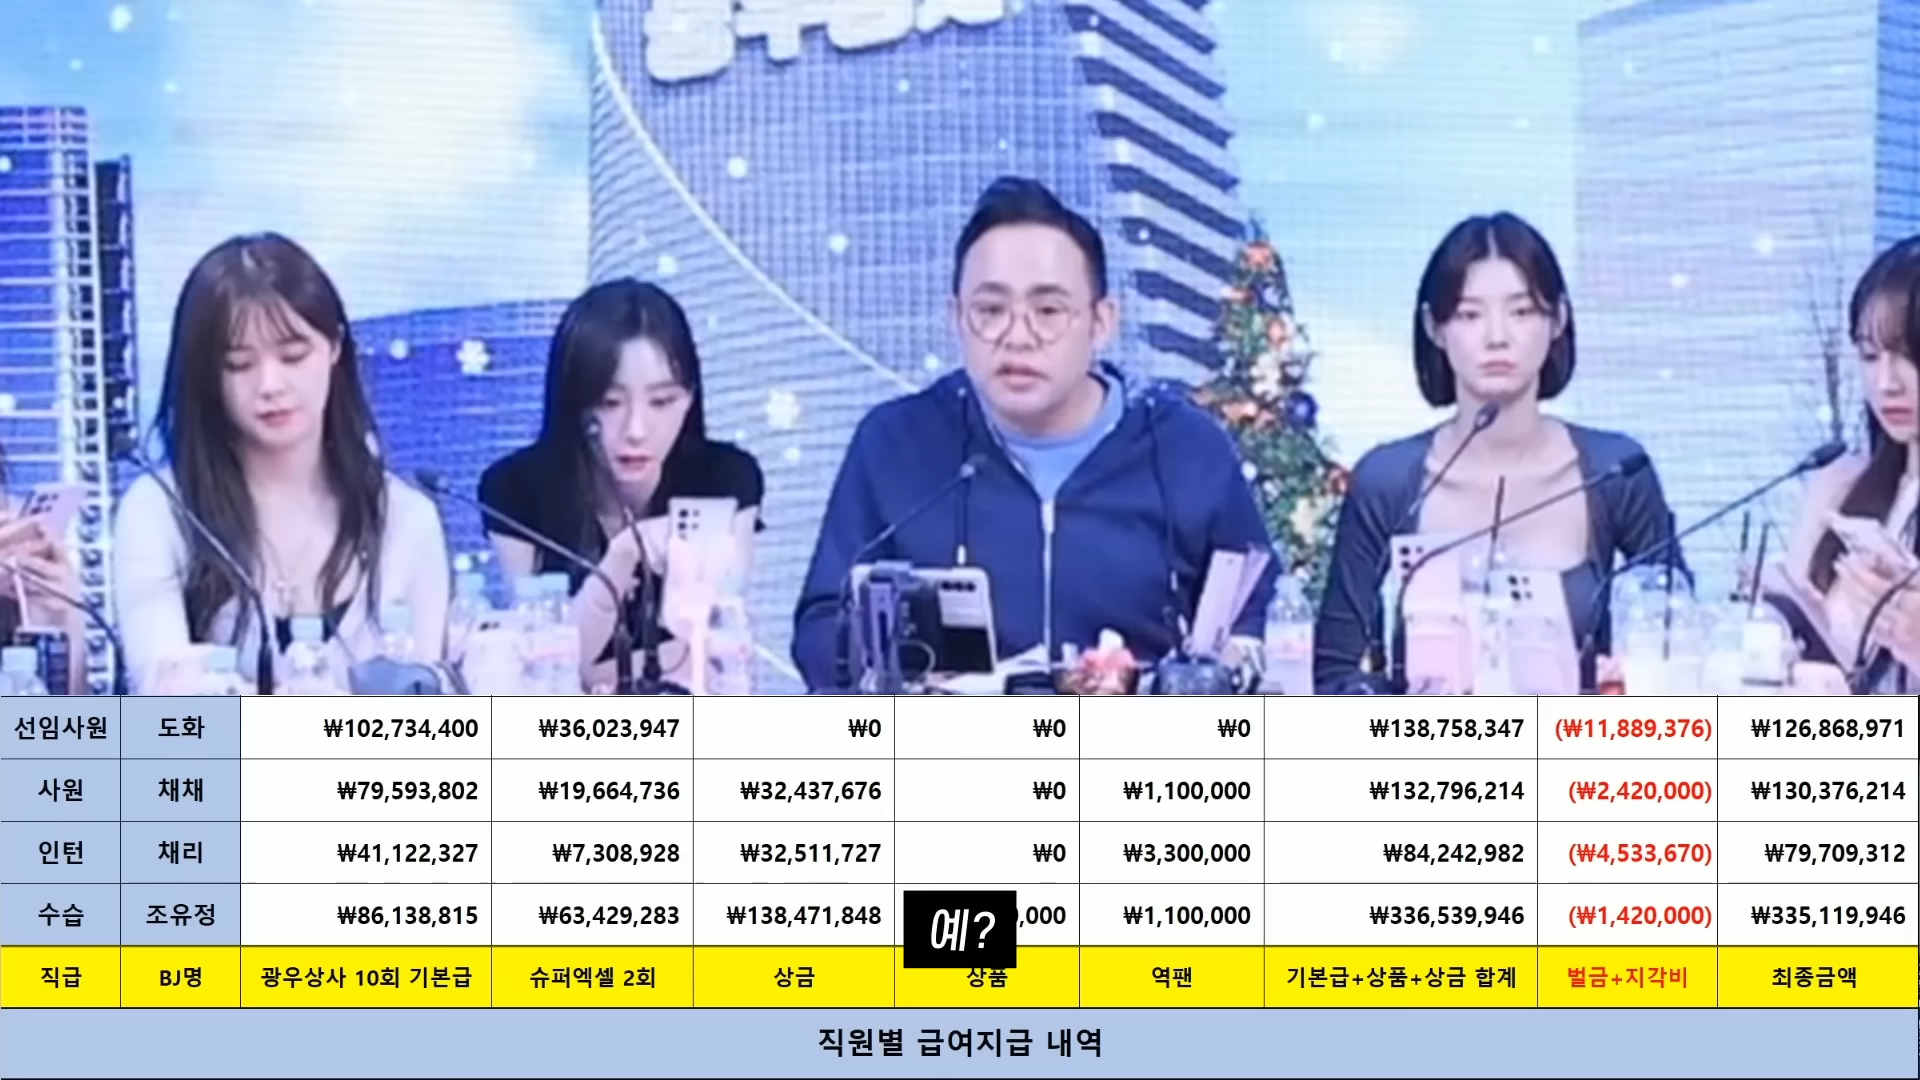 선임사원 도화 ₩102,734,400 ₩36,023,947 ₩0 ₩0 ₩0 ₩138,758,347 (₩11,889,376) ₩126,868,971
사원 채채 ₩79,593,802 ₩19,664,736 ₩32,437,676 ₩0 ₩1,100,000 ₩132,796,214 (₩2,420,000) ₩130,376,214
인턴 채리 ₩41,122,327 ₩7,308,928 ₩32,511,727 ₩0 ₩3,300,000 ₩84,242,982 (₩4,533,670) ₩79,709,312
수습 조유정 ₩86,138,815 ₩63,429,283 ₩138,471,848 ,000 ₩1,100,000 ₩336,539,946 (₩1,420,000) ₩335,119,946
예?
직급 BJ명 광우상사 10회 기본급 슈퍼엑셀 2회 상금 상품 역팬 기본급+상품+상금 합계 벌금+지각비 최종금액
직원별 급여지급 내역